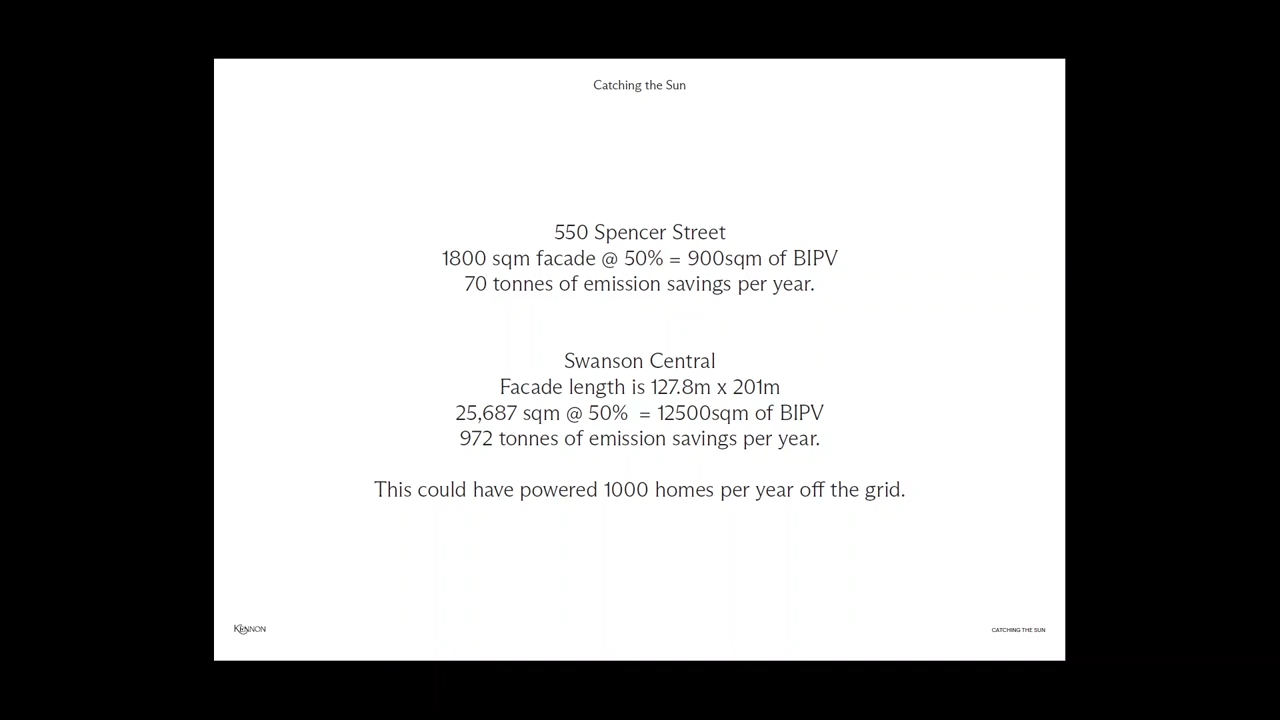 Catching the Sun
550 Spencer Street
1800 sqm facade @ 50% = 900sqm of BIPV
70 tonnes of emission savings per year.
Swanson Central
Facade length is 127.8m x 201m
25,687 sqm @ 50% = 12500sqm of BIPV
972 tonnes of emission savings per year.
This could have powered 1000 homes per year off the grid.
KENNON
CATCHING THE SUN